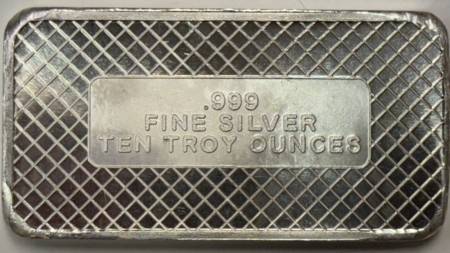 .999
FINE SILVER
TEN TROY OUNCES